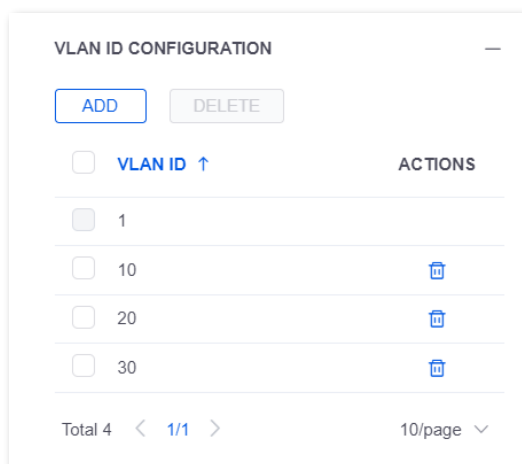 VLAN ID CONFIGURATION
ADD DELETE
VLAN ID ↑ ACTIONS
1
10
20
30
Total 4 < 1/1 > 10/page